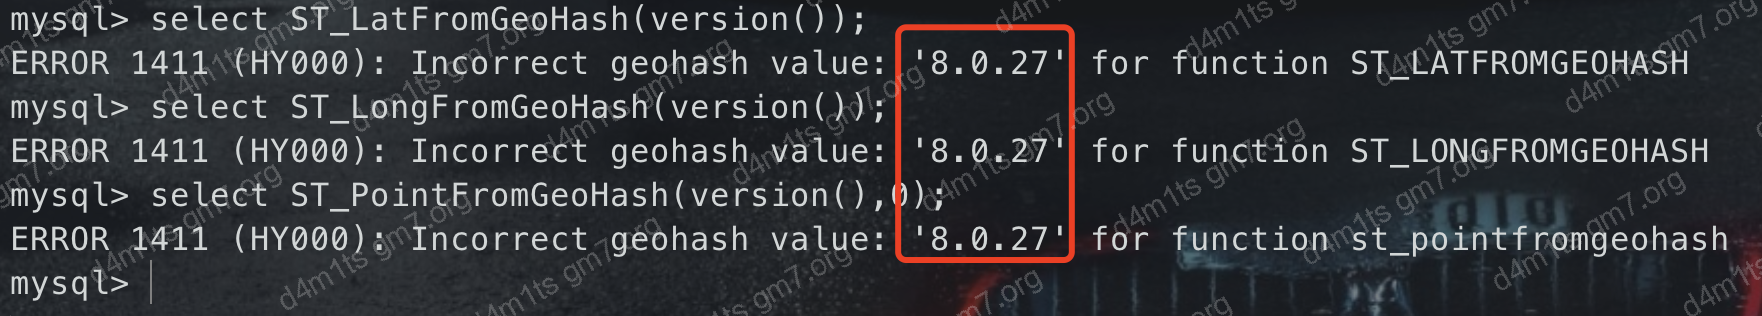 mysql> select ST_LatFromGeoHash(version());
ERROR 1411 (HY000): Incorrect geohash value: '8.0.27' for function ST_LATFROMGEOHASH
mysql> select ST_LongFromGeoHash(version());
ERROR 1411 (HY000): Incorrect geohash value: '8.0.27' for function ST_LONGFROMGEOHASH
mysql> select ST_PointFromGeoHash(version(),0);
ERROR 1411 (HY000): Incorrect geohash value: '8.0.27' for function st_pointfromgeohash
mysql>
d4m1ts gm7.org